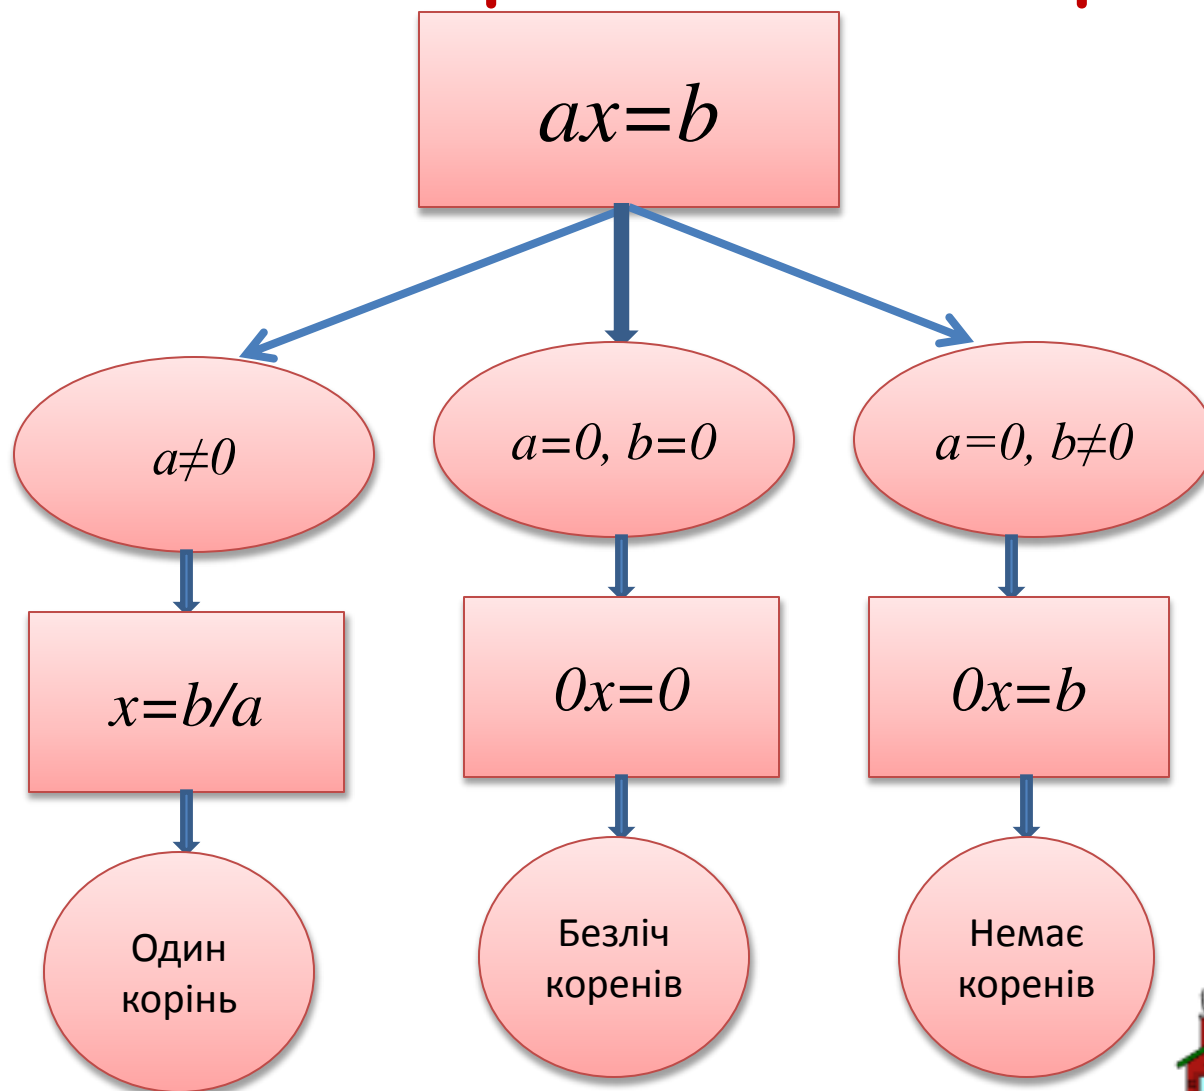 ax=b
a≠0
a=0, b=0
a=0, b≠0
x=b/a
0x=0
0x=b
Один
корінь
Безліч
коренів
Немає
коренів